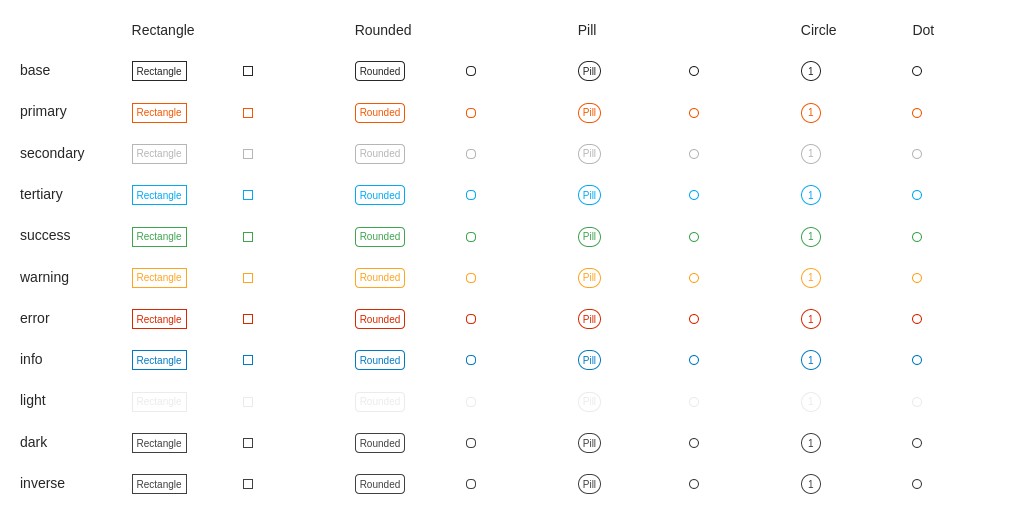 Rectangle Rounded Pill Circle Dot
base Rectangle Rounded Pill 1
primary Rectangle Rounded Pill 1
secondary Rectangle Rounded Pill 1
tertiary Rectangle Rounded Pill 1
success Rectangle Rounded Pill 1
warning Rectangle Rounded Pill 1
error Rectangle Rounded Pill 1
info Rectangle Rounded Pill 1
light Rectangle Rounded Pill 1
dark Rectangle Rounded Pill 1
inverse Rectangle Rounded Pill 1